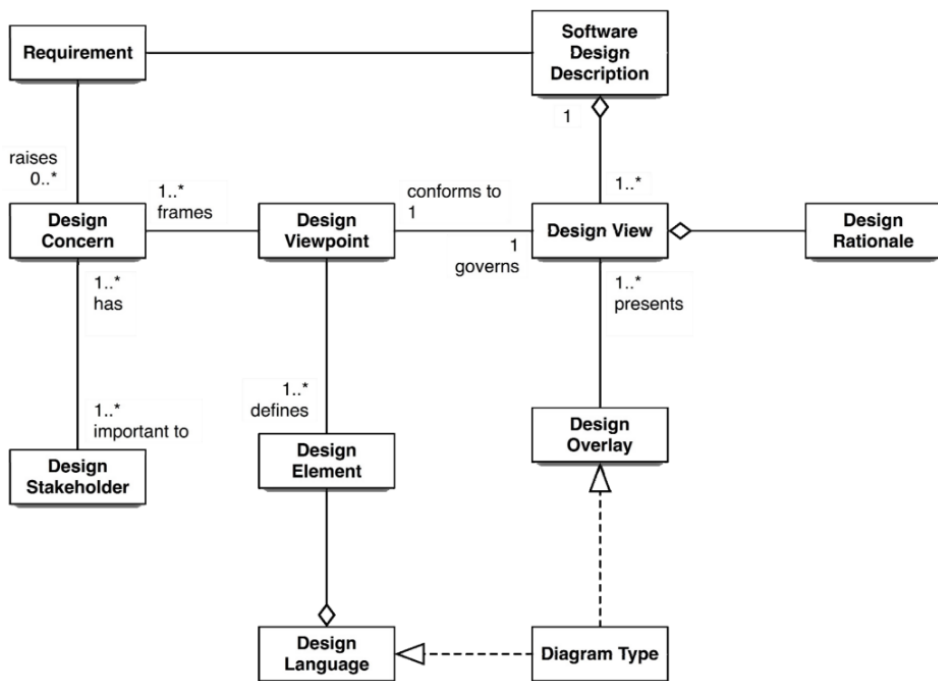 Requirement
Software
Design
Description
1
raises
0..*
1..*
frames
conforms to
1
1..*
Design
Concern
Design
Viewpoint
Design View
Design
Rationale
1
governs
1..*
has
1..*
presents
1..*
defines
1..*
important to
Design
Overlay
Design
Element
Design
Stakeholder
Design
Language
Diagram Type